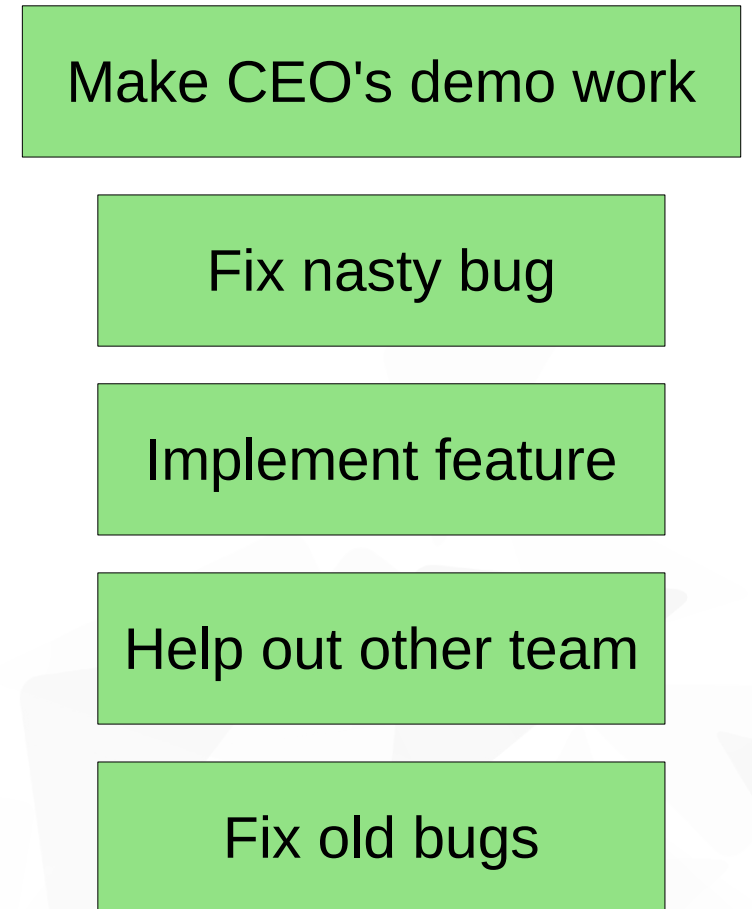 Make CEO's demo work
Fix nasty bug
Implement feature
Help out other team
Fix old bugs